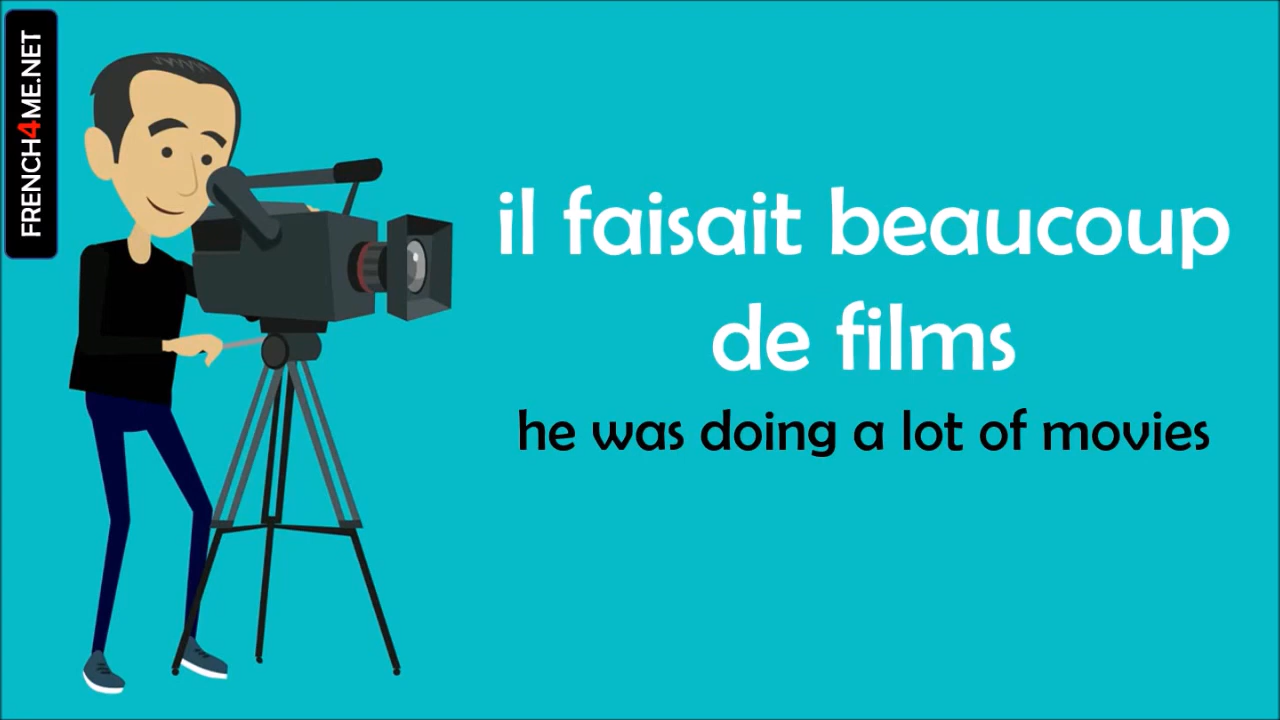 FRENCH4ME.NET
il faisait beaucoup
de films
he was doing a lot of movies